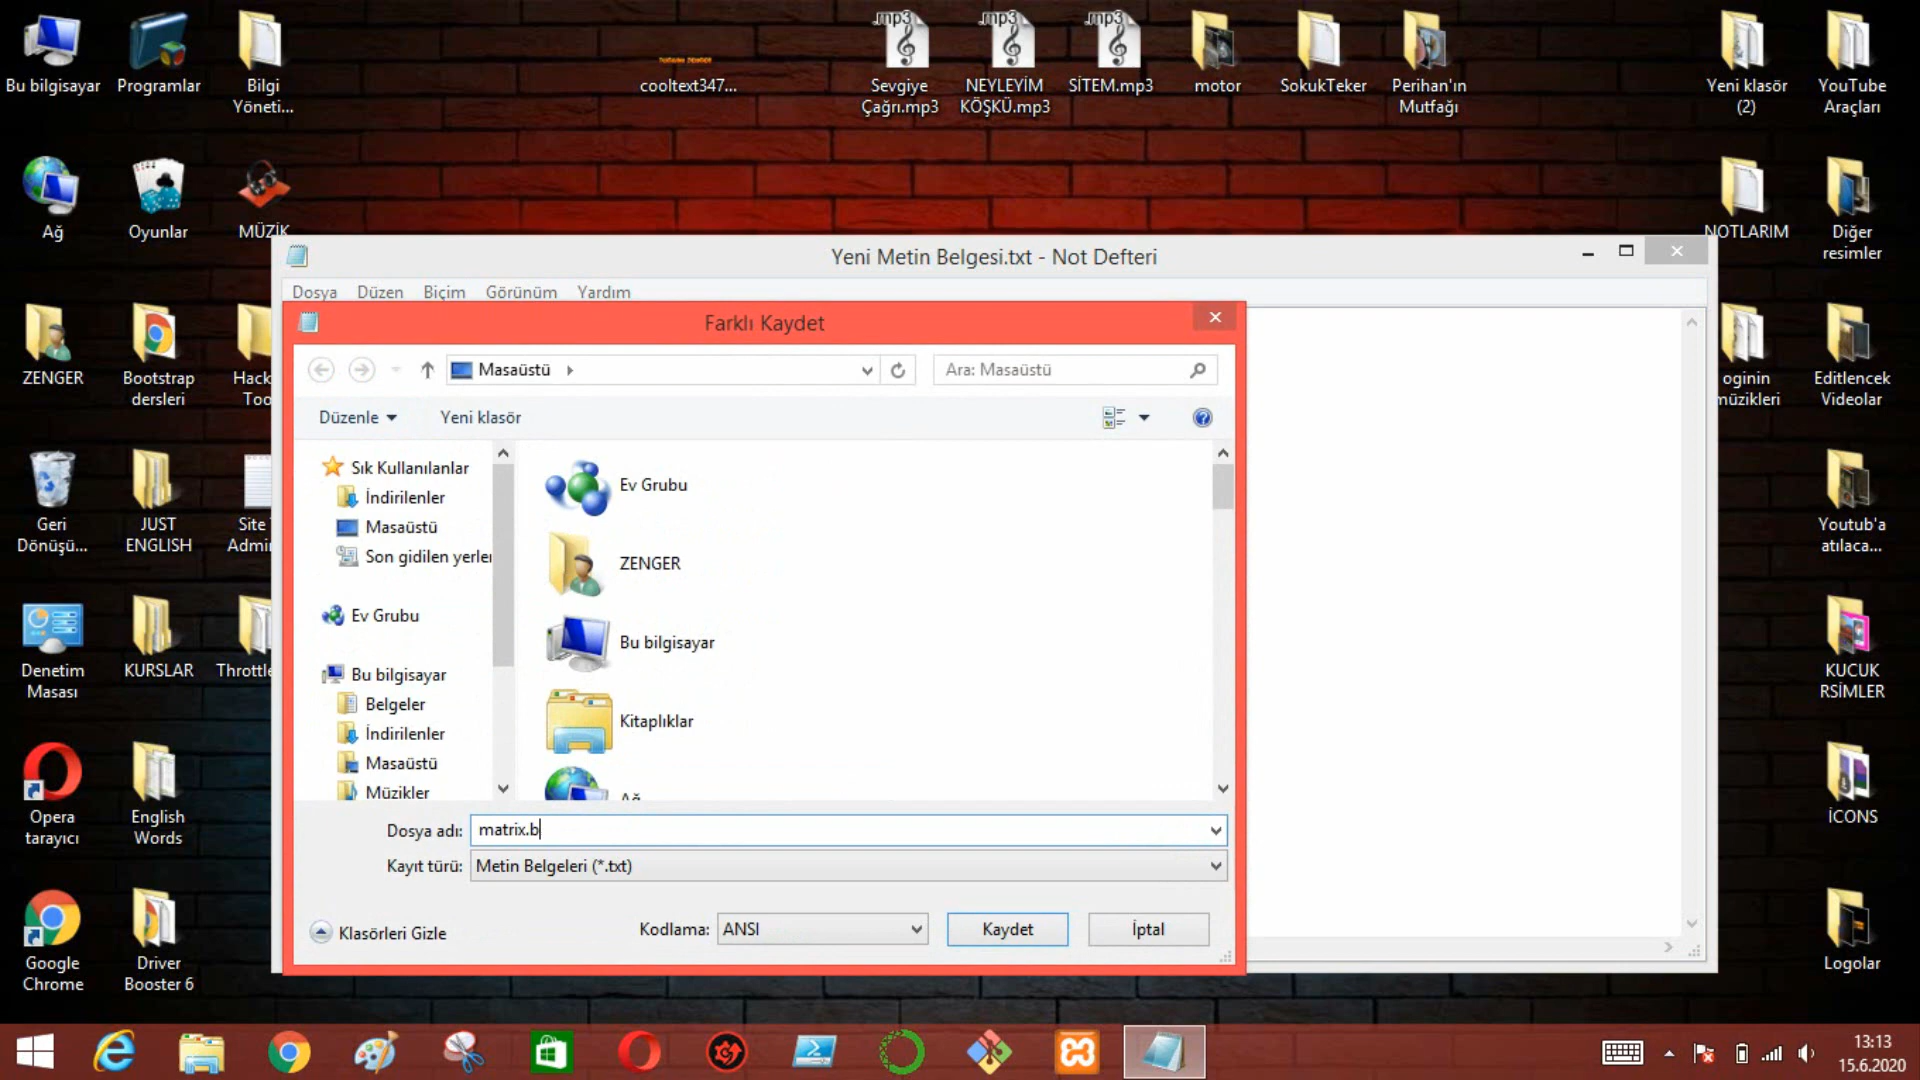 Bu bilgisayar
Programlar
Bilgi
Yöneti...
cooltext347...
.mp3
Sevgiye
Çağrı.mp3
.mp3
NEYLEYİM
KÖŞKÜ.mp3
.mp3
SİTEM.mp3
motor
SokukTeker
Perihan'ın
Mutfağı
Yeni klasör
(2)
YouTube
Araçları
Ağ
Oyunlar
MÜZİK
NOTLARIM
Diğer
resimler
ZENGER
Bootstrap
dersleri
Hack
Too
oginin
müzikleri
Editlencek
Videolar
Geri
Dönüşü...
JUST
ENGLISH
Site
Admi
Youtub'a
atılaca...
Denetim
Masası
KURSLAR
Throttle
KUCUK
RSİMLER
Opera
tarayıcı
English
Words
İCONS
Google
Chrome
Driver
Booster 6
Logolar
Yeni Metin Belgesi.txt - Not Defteri
Dosya Düzen Biçim Görünüm Yardım
Farklı Kaydet
Masaüstü
Ara: Masaüstü
Düzenle
Yeni klasör
Sık Kullanılanlar
İndirilenler
Masaüstü
Son gidilen yerler
Ev Grubu
Bu bilgisayar
Belgeler
İndirilenler
Masaüstü
Müzikler
Ev Grubu
ZENGER
Bu bilgisayar
Kitaplıklar
Ağ
Dosya adı: matrix.b
Kayıt türü: Metin Belgeleri (*.txt)
Klasörleri Gizle
Kodlama: ANSI
Kaydet
İptal
13:13
15.6.2020